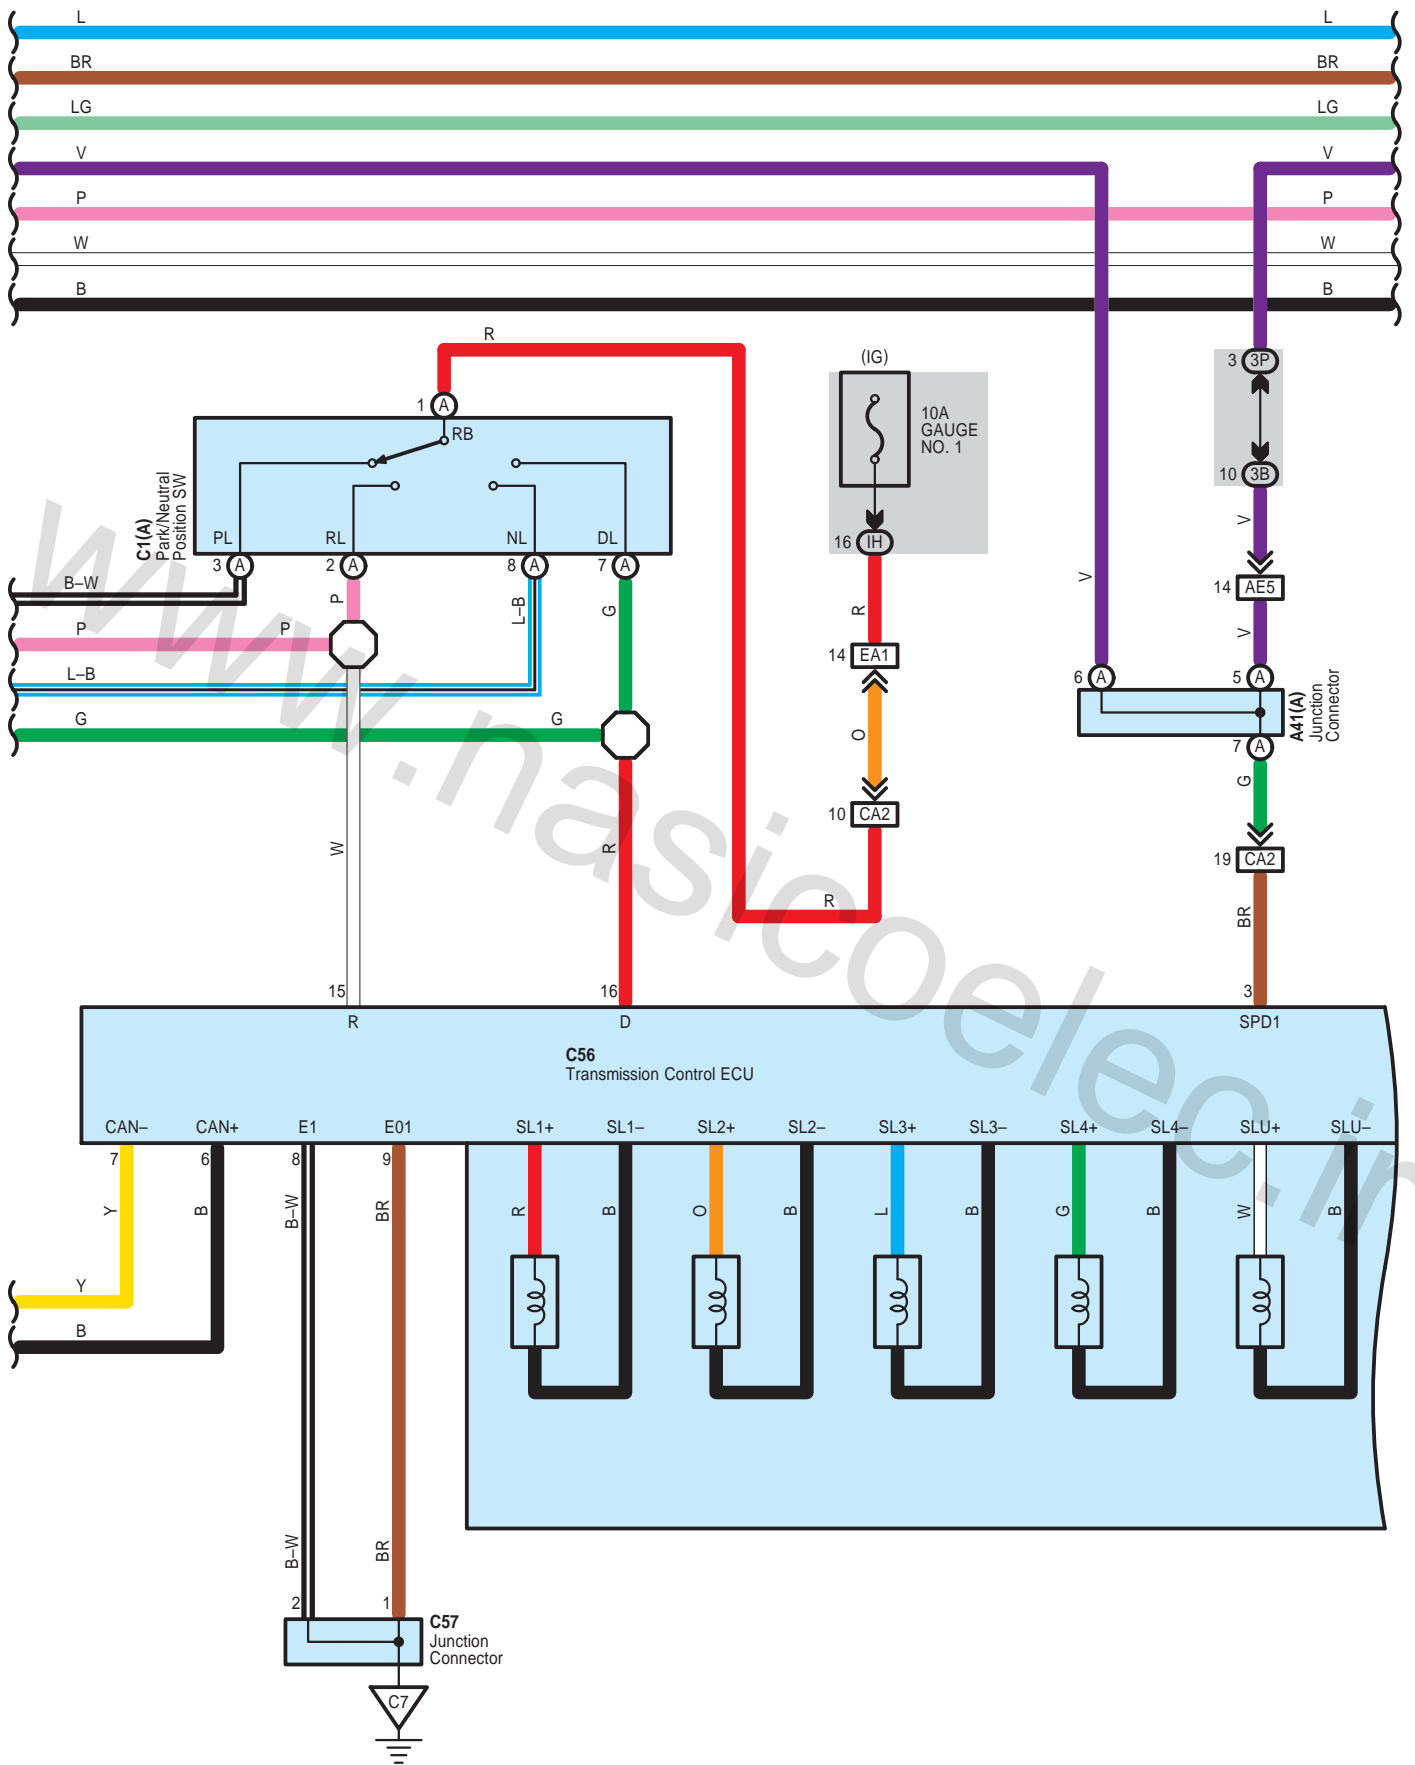 L L
BR BR
LG LG
V V
P P
W W
B B
R
(IG)
10A
GAUGE
NO. 1
3 3P
1 A
RB
C1(A)
Park/Neutral
Position SW
PL RL NL DL
3 A 2 A 8 A 7 A
16 IH
10 3B
V
14 AE5
V
V
B–W
P
L–B
G
R
P P
14 EA1
L–B
G G
O
6 A 5 A
A41(A)
Junction
Connector
7 A
G
10 CA2
19 CA2
W
R
R
BR
15 16 3
R D SPD1
C56
Transmission Control ECU
CAN– CAN+ E1 E01 SL1+ SL1– SL2+ SL2– SL3+ SL3– SL4+ SL4– SLU+ SLU–
7 6 8 9
Y B B–W BR R B O B L B G B W B
Y
B
B–W BR
2 1
C57
Junction
Connector
C7
www.nasicoelec.ir